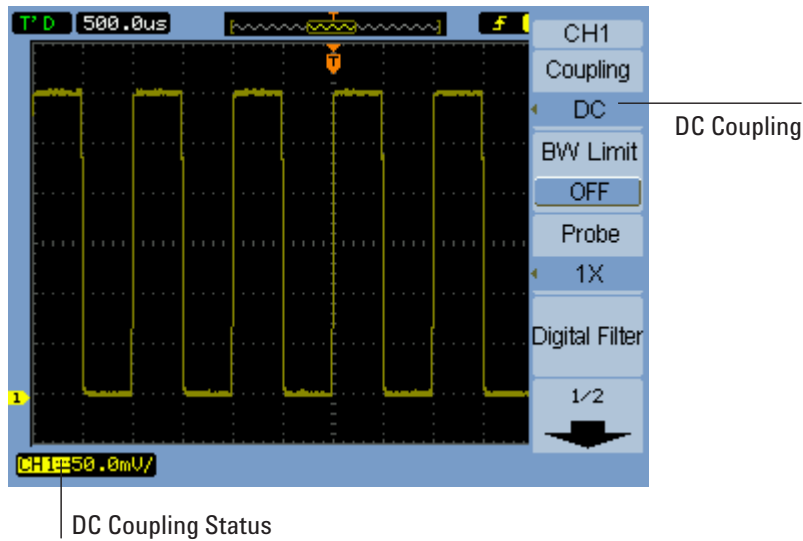 T'D 500.0us
T
T
CH1
Coupling
DC
DC Coupling
BW Limit
OFF
Probe
1X
Digital Filter
1/2
1
CH1 50.0mV/
DC Coupling Status